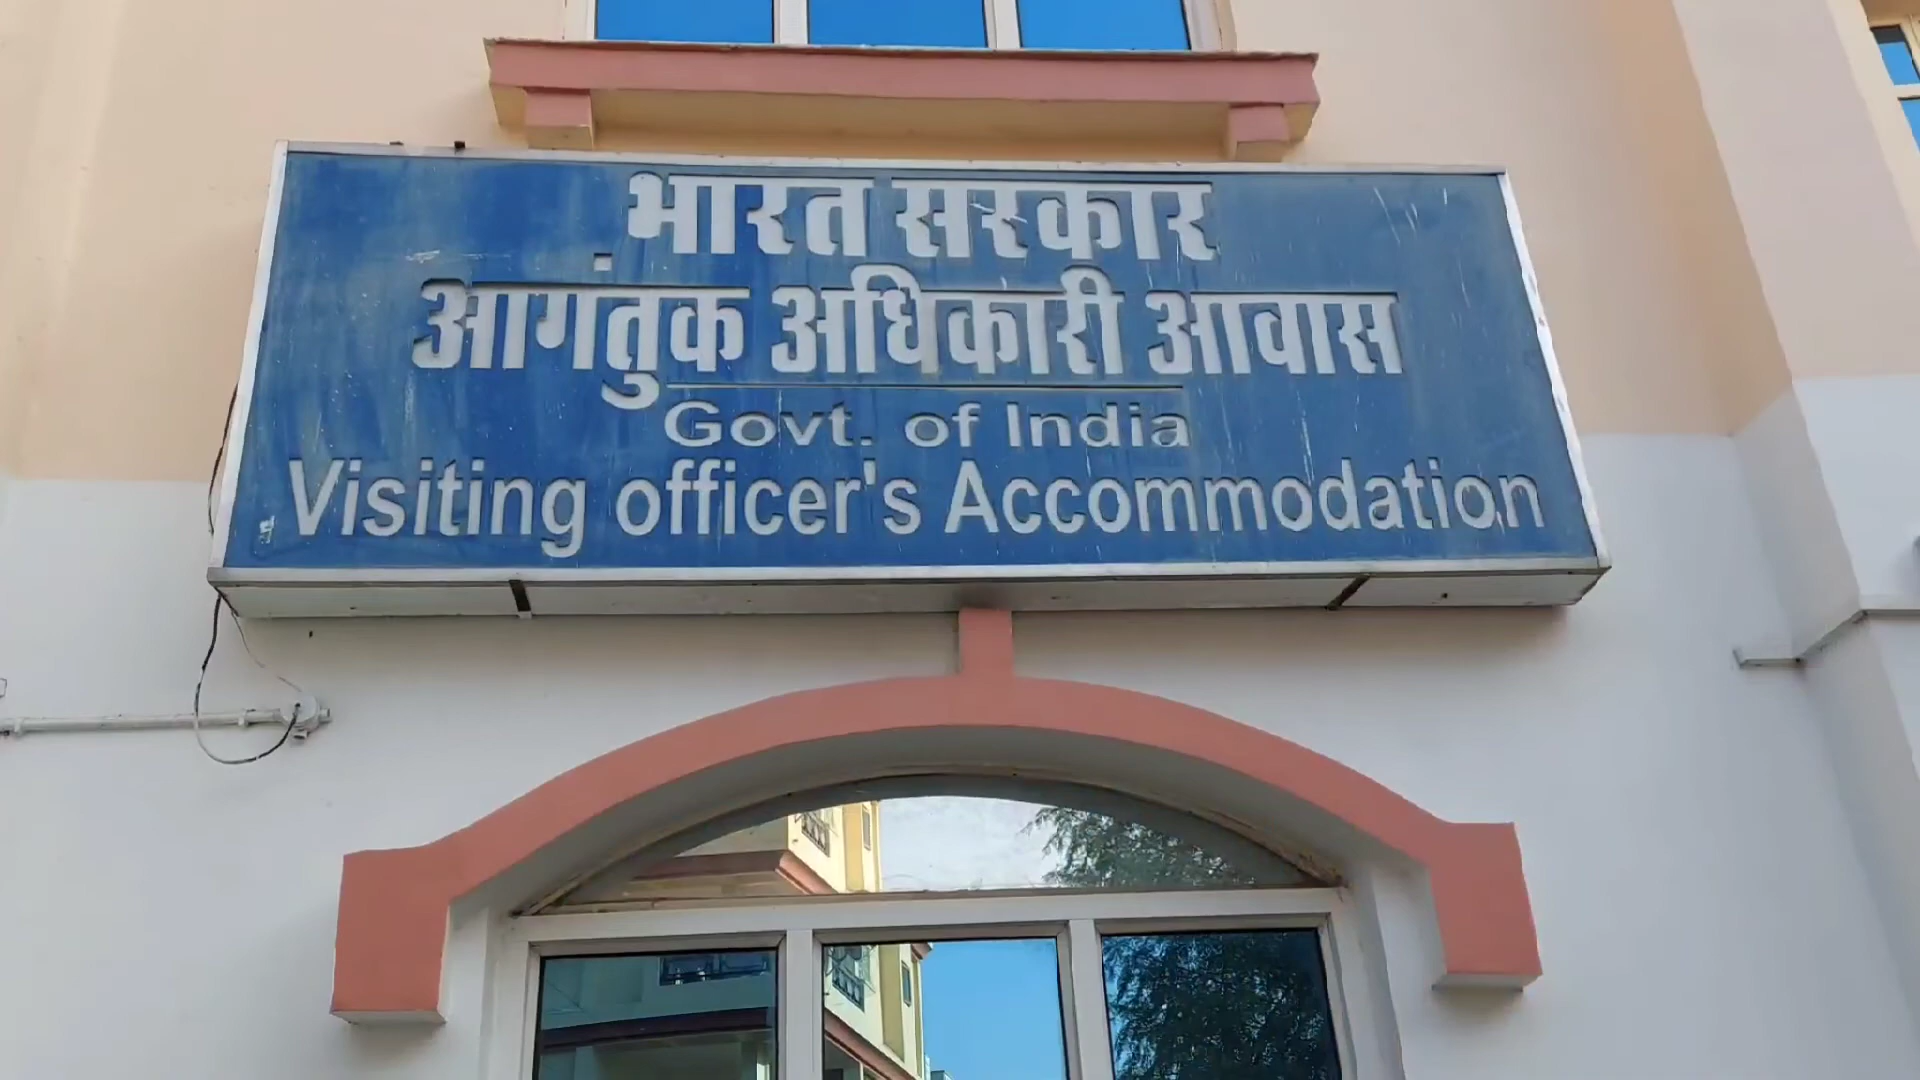 भारत सरकार
आगंतुक अधिकारी आवास
Govt. of India
Visiting officer's Accommodation